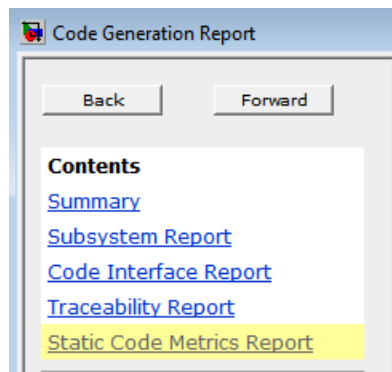 Code Generation Report
Back Forward
Contents
Summary
Subsystem Report
Code Interface Report
Traceability Report
Static Code Metrics Report